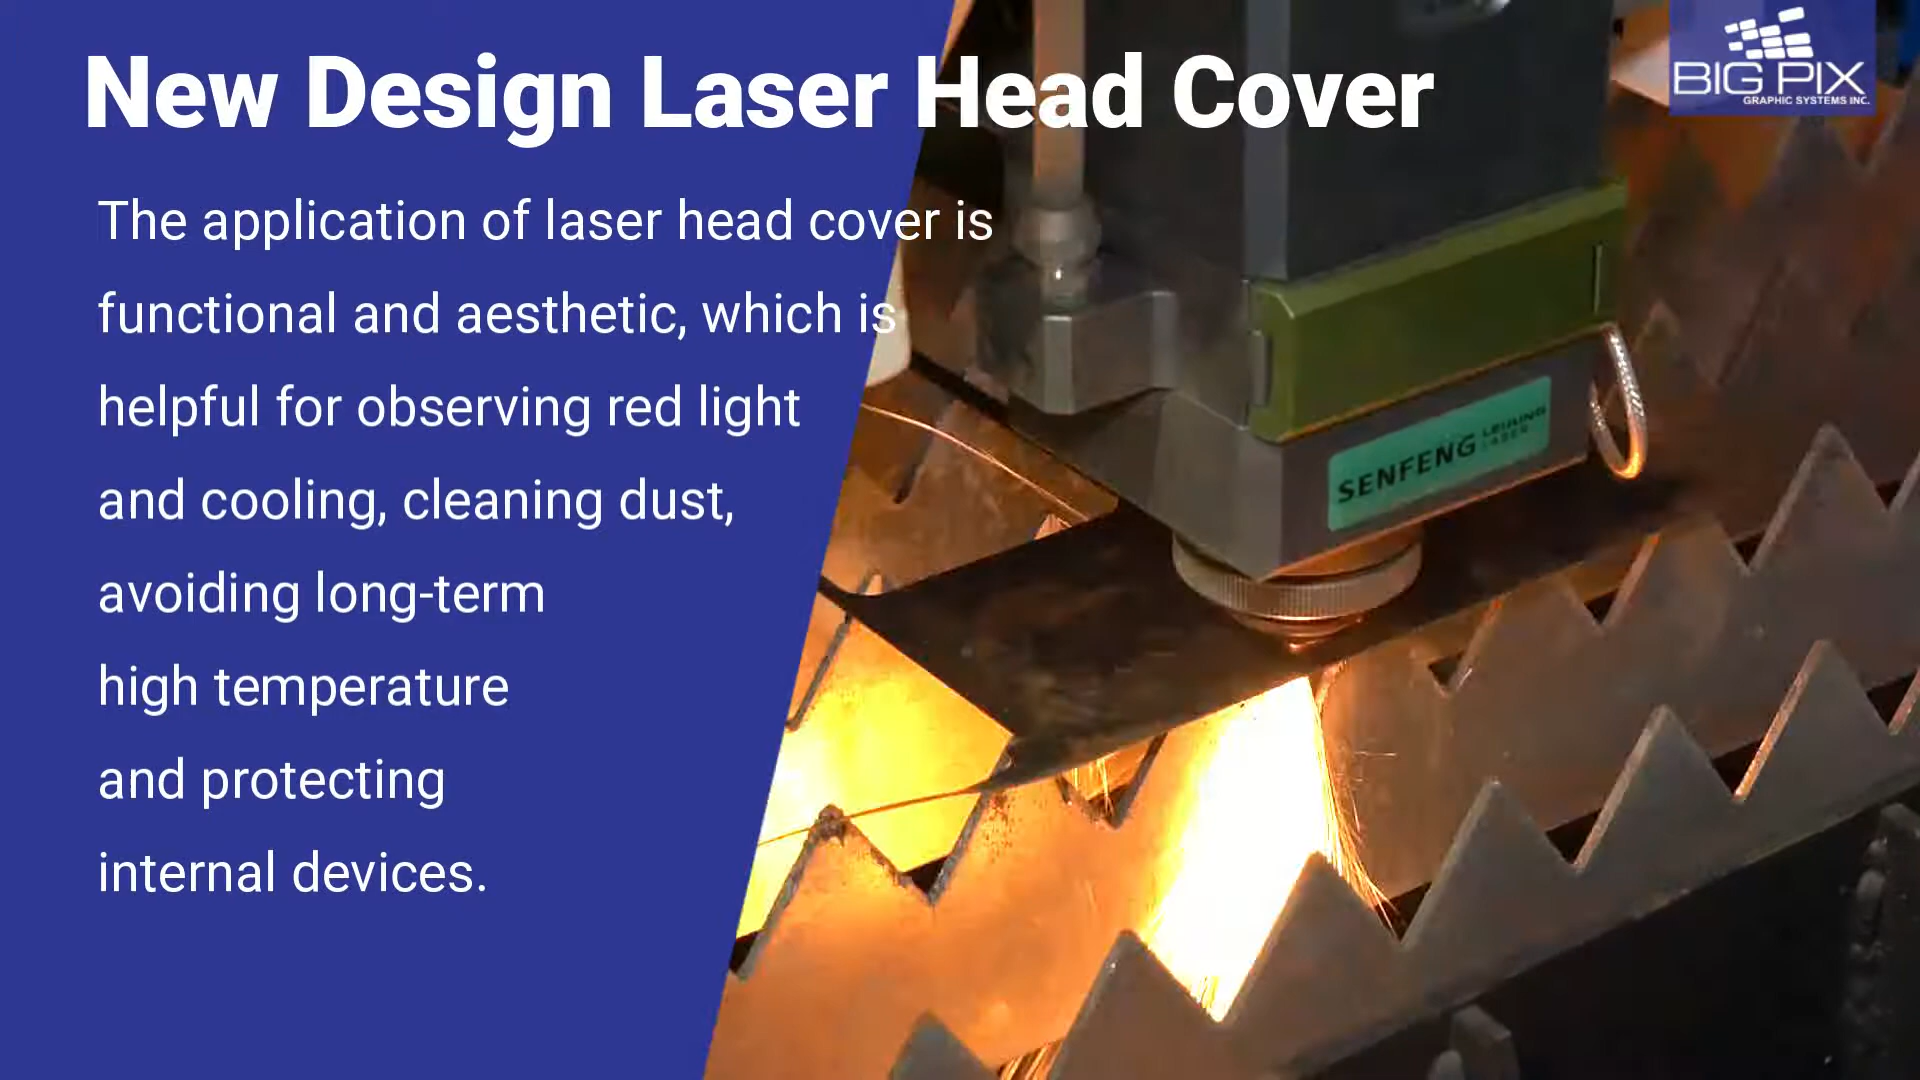 New Design Laser Head Cover
The application of laser head cover is
functional and aesthetic, which is
helpful for observing red light
and cooling, cleaning dust,
avoiding long-term
high temperature
and protecting
internal devices.
BIG PIX
GRAPHIC SYSTEMS INC.
SENFENG LEIMING
LASER